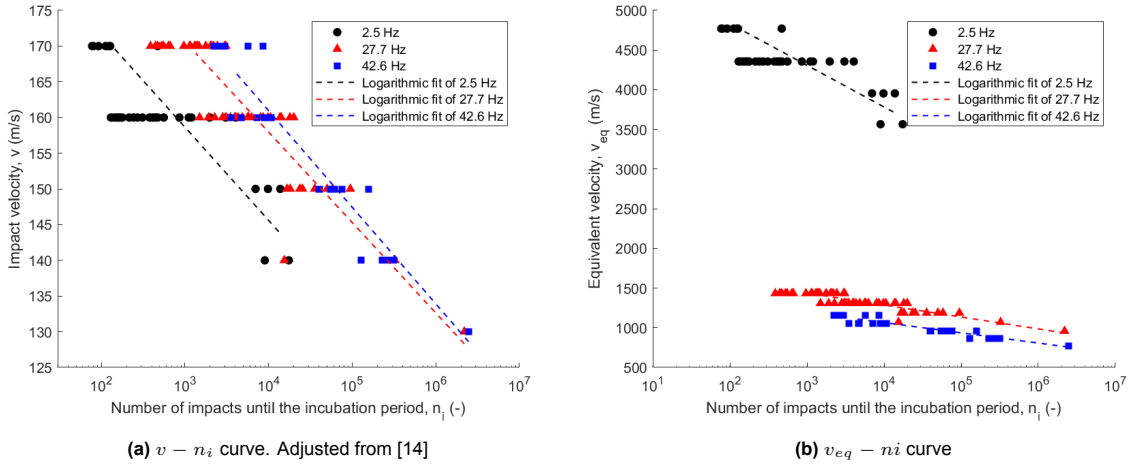 2.5 Hz
27.7 Hz
42.6 Hz
Logarithmic fit of 2.5 Hz
Logarithmic fit of 27.7 Hz
Logarithmic fit of 42.6 Hz
175
170
165
160
155
150
145
140
135
130
125
Impact velocity, v (m/s)
10^2 10^3 10^4 10^5 10^6 10^7
Number of impacts until the incubation period, n_i (-)
(a) v − n_i curve. Adjusted from [14]
2.5 Hz
27.7 Hz
42.6 Hz
Logarithmic fit of 2.5 Hz
Logarithmic fit of 27.7 Hz
Logarithmic fit of 42.6 Hz
5000
4500
4000
3500
3000
2500
2000
1500
1000
500
Equivalent velocity, v_eq (m/s)
10^1 10^2 10^3 10^4 10^5 10^6 10^7
Number of impacts until the incubation period, n_i (-)
(b) v_eq − ni curve